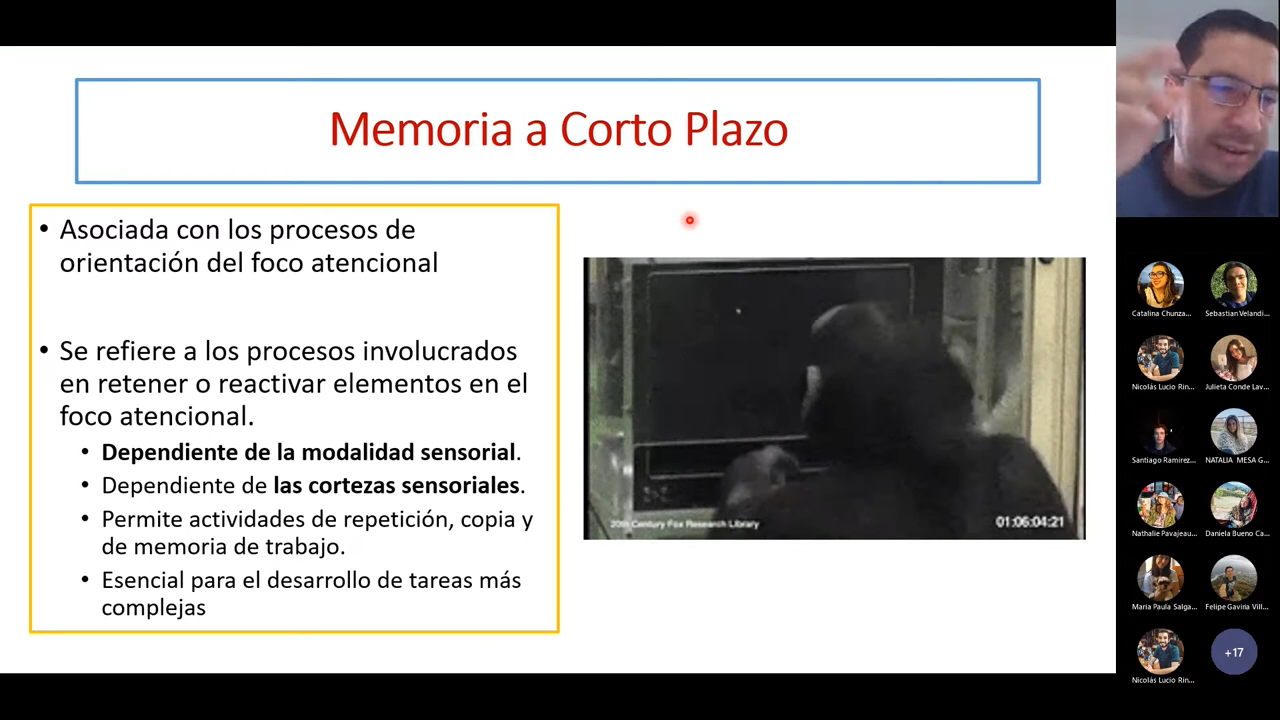 Memoria a Corto Plazo
• Asociada con los procesos de
orientación del foco atencional
• Se refiere a los procesos involucrados
en retener o reactivar elementos en el
foco atencional.
• Dependiente de la modalidad sensorial.
• Dependiente de las cortezas sensoriales.
• Permite actividades de repetición, copia y
de memoria de trabajo.
• Esencial para el desarrollo de tareas más
complejas
20th Century Fox Research Library
01:06:04:21
Catalina Chunza...
Sebastian Velandi...
Nicolás Lucio Rin...
Julieta Conde Lav...
Santiago Ramirez...
NATALIA MESA G...
Nathalie Pavajeau...
Daniela Bueno Ca...
Maria Paula Salga...
Felipe Gaviria Vill...
Nicolás Lucio Rin...
+17